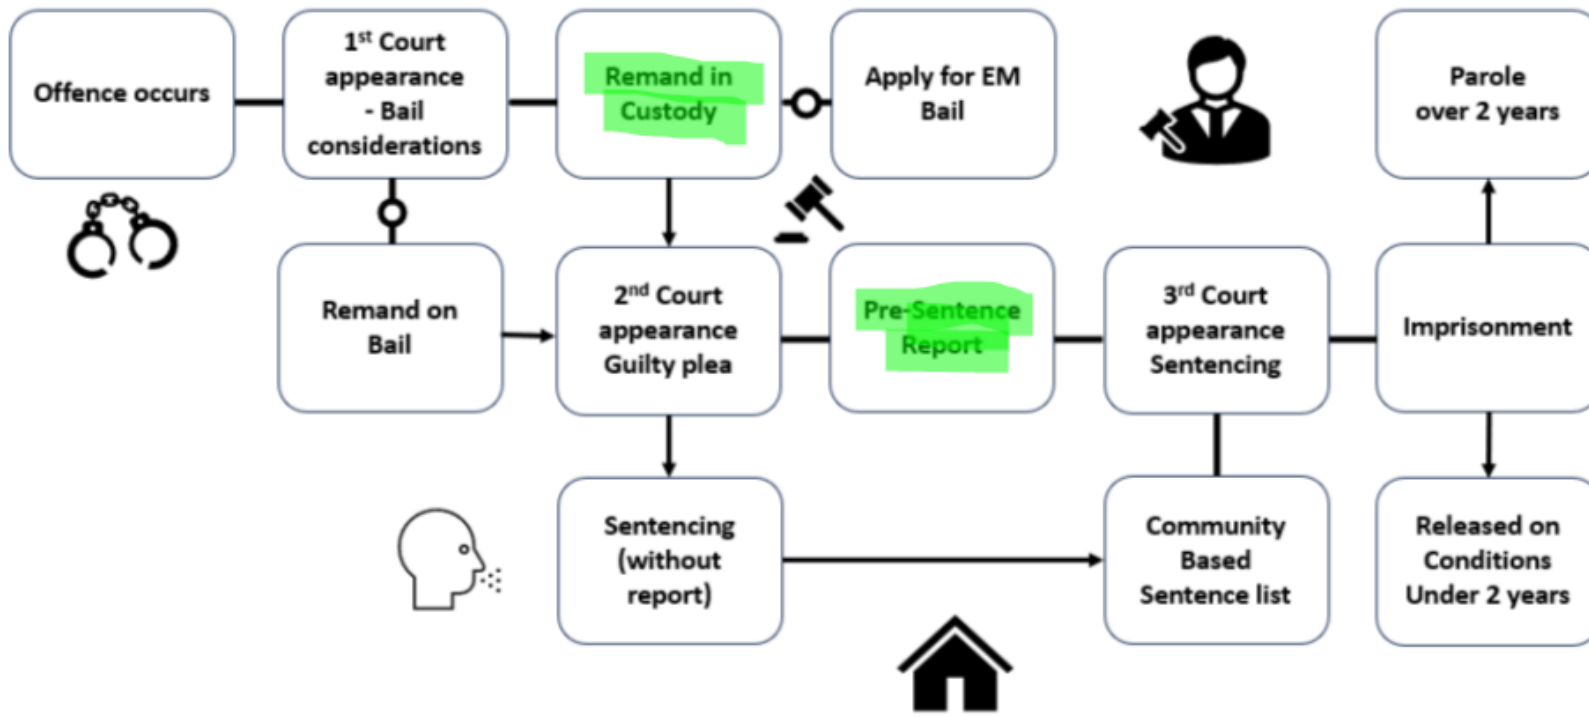 Offence occurs
1st Court
appearance
- Bail
considerations
Remand in
Custody
Apply for EM
Bail
Parole
over 2 years
Remand on
Bail
2nd Court
appearance
Guilty plea
Pre-Sentence
Report
3rd Court
appearance
Sentencing
Imprisonment
Sentencing
(without
report)
Community
Based
Sentence list
Released on
Conditions
Under 2 years